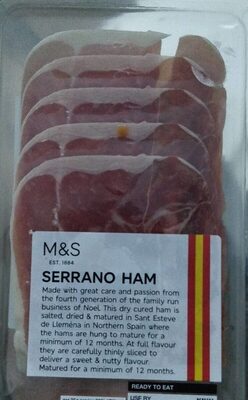 M&S
EST. 1884
SERRANO HAM
Made with great care and passion from
the fourth generation of the family run
business of Noel. This dry cured ham is
salted, dried & matured in Sant Esteve
de Llemèna in Northern Spain where
the hams are hung to mature for a
minimum of 12 months. At full flavour
they are carefully thinly sliced to
deliver a sweet & nutty flavour.
Matured for a minimum of 12 months.
READY TO EAT
USE BY